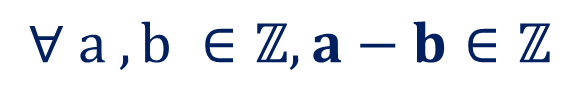 ∀ a ,b ∈ ℤ, a − b ∈ ℤ